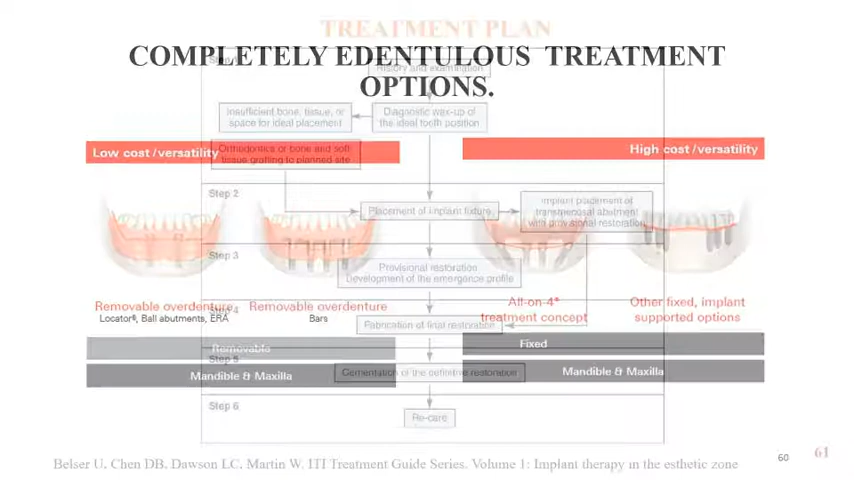 TREATMENT PLAN
COMPLETELY EDENTULOUS TREATMENT
OPTIONS.
Step 1
History and examination
Insufficient bone, tissue, or
space for ideal placement
Diagnostic wax-up of
the ideal tooth position
Low cost/versatility
High cost/versatility
Orthodontics or bone and soft
tissue grafting to planned site
Step 2
Placement of implant fixture
Implant placement of
transmucosal abutment
with provisional restoration
Step 3
Provisional restoration
Development of the emergence profile
Removable overdenture
Locator®, Ball abutments, ERA
Removable overdenture
Bars
All-on-4®
treatment concept
Other fixed, implant
supported options
Step 4
Fabrication of final restoration
Removable
Fixed
Step 5
Cementation of the definitive restoration
Mandible & Maxilla
Mandible & Maxilla
Step 6
Re-care
Belser U, Chen DB, Dawson LC, Martin W. ITI Treatment Guide Series. Volume 1: Implant therapy in the esthetic zone
60
61